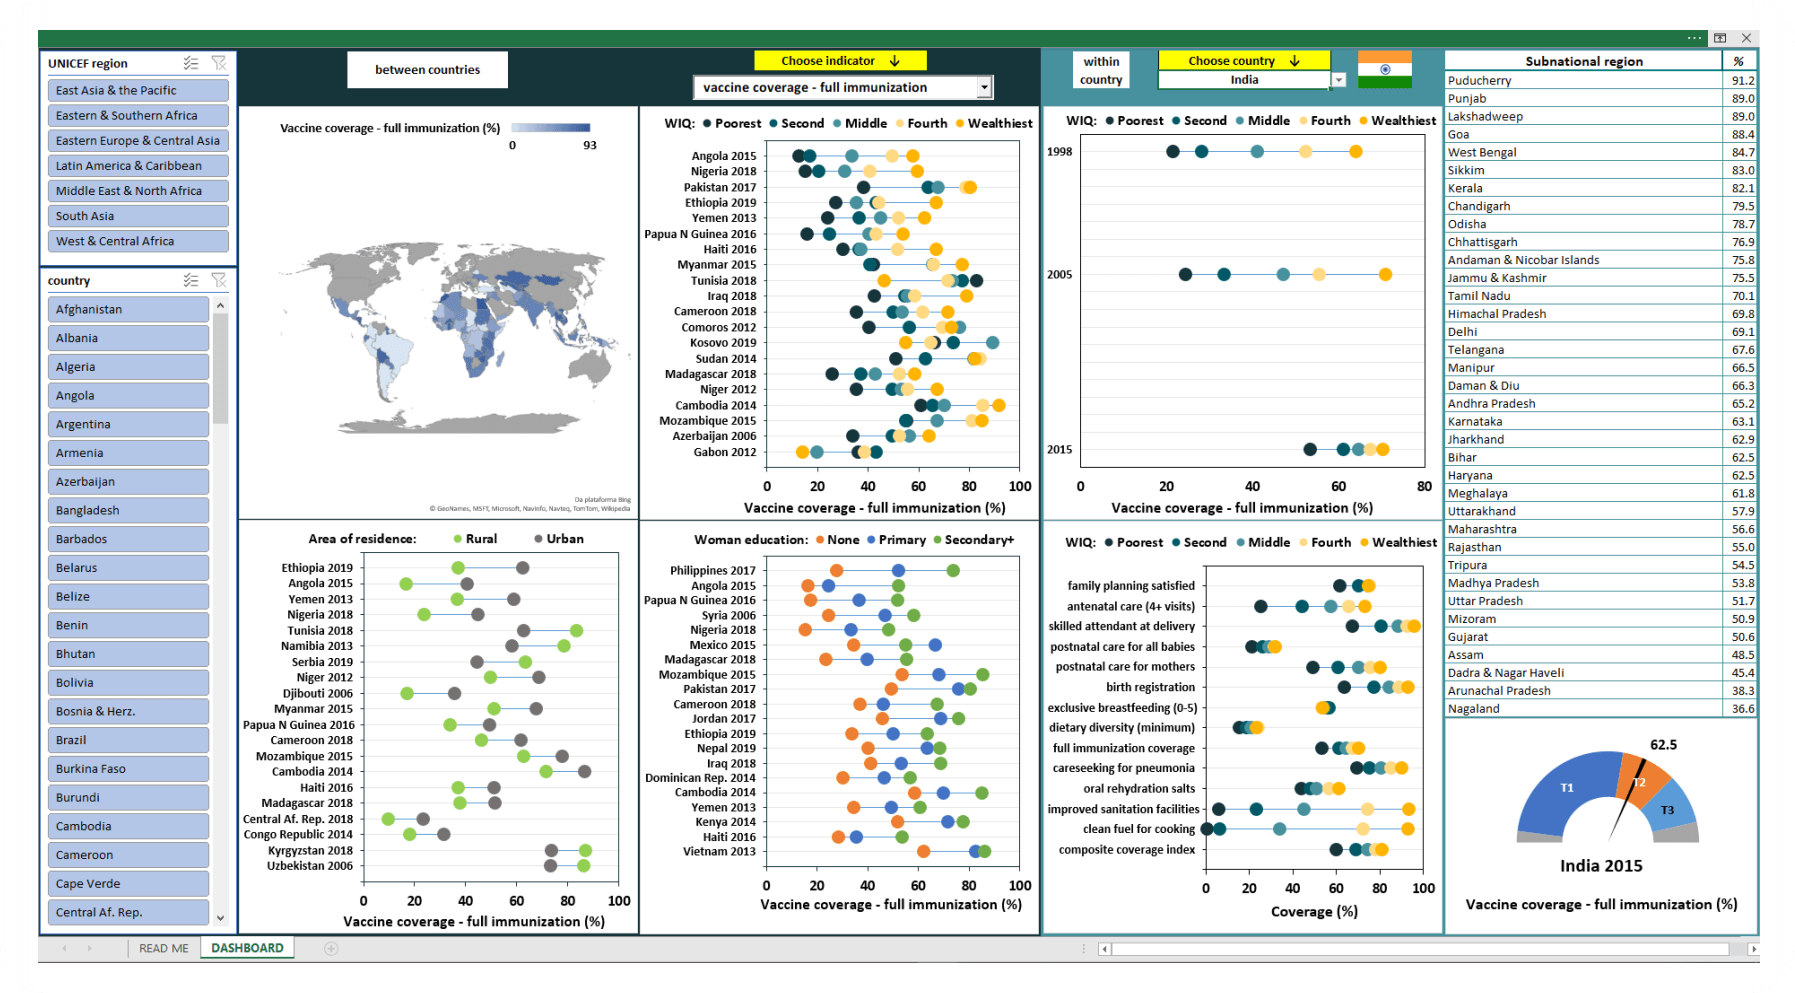 UNICEF region
East Asia & the Pacific
Eastern & Southern Africa
Eastern Europe & Central Asia
Latin America & Caribbean
Middle East & North Africa
South Asia
West & Central Africa
country
Afghanistan
Albania
Algeria
Angola
Argentina
Armenia
Azerbaijan
Bangladesh
Barbados
Belarus
Belize
Benin
Bhutan
Bolivia
Bosnia & Herz.
Brazil
Burkina Faso
Burundi
Cambodia
Cameroon
Cape Verde
Central Af. Rep.
between countries
Choose indicator ↓
vaccine coverage - full immunization
Vaccine coverage - full immunization (%)
0 93
Da plataforma Bing
© GeoNames, MSFT, Microsoft, NavInfo, Navteq, TomTom, Wikipedia
WIQ: Poorest Second Middle Fourth Wealthiest
Angola 2015
Nigeria 2018
Pakistan 2017
Ethiopia 2019
Yemen 2013
Papua N Guinea 2016
Haiti 2016
Myanmar 2015
Tunisia 2018
Iraq 2018
Cameroon 2018
Comoros 2012
Kosovo 2019
Sudan 2014
Madagascar 2018
Niger 2012
Cambodia 2014
Mozambique 2015
Azerbaijan 2006
Gabon 2012
0 20 40 60 80 100
Vaccine coverage - full immunization (%)
Area of residence: Rural Urban
Ethiopia 2019
Angola 2015
Yemen 2013
Nigeria 2018
Tunisia 2018
Namibia 2013
Serbia 2019
Niger 2012
Djibouti 2006
Myanmar 2015
Papua N Guinea 2016
Cameroon 2018
Mozambique 2015
Cambodia 2014
Haiti 2016
Madagascar 2018
Central Af. Rep. 2018
Congo Republic 2014
Kyrgyzstan 2018
Uzbekistan 2006
0 20 40 60 80 100
Vaccine coverage - full immunization (%)
Woman education: None Primary Secondary+
Philippines 2017
Angola 2015
Papua N Guinea 2016
Syria 2006
Nigeria 2018
Mexico 2015
Madagascar 2018
Mozambique 2015
Pakistan 2017
Cameroon 2018
Jordan 2017
Ethiopia 2019
Nepal 2019
Iraq 2018
Dominican Rep. 2014
Cambodia 2014
Yemen 2013
Kenya 2014
Haiti 2016
Vietnam 2013
0 20 40 60 80 100
Vaccine coverage - full immunization (%)
within
country
Choose country ↓
India
WIQ: Poorest Second Middle Fourth Wealthiest
1998
2005
2015
0 20 40 60 80
Vaccine coverage - full immunization (%)
WIQ: Poorest Second Middle Fourth Wealthiest
family planning satisfied
antenatal care (4+ visits)
skilled attendant at delivery
postnatal care for all babies
postnatal care for mothers
birth registration
exclusive breastfeeding (0-5)
dietary diversity (minimum)
full immunization coverage
careseeking for pneumonia
oral rehydration salts
improved sanitation facilities
clean fuel for cooking
composite coverage index
0 20 40 60 80 100
Coverage (%)
Subnational region %
Puducherry 91.2
Punjab 89.0
Lakshadweep 89.0
Goa 88.4
West Bengal 84.7
Sikkim 83.0
Kerala 82.1
Chandigarh 79.5
Odisha 78.7
Chhattisgarh 76.9
Andaman & Nicobar Islands 75.8
Jammu & Kashmir 75.5
Tamil Nadu 70.1
Himachal Pradesh 69.8
Delhi 69.1
Telangana 67.6
Manipur 66.5
Daman & Diu 66.3
Andhra Pradesh 65.2
Karnataka 63.1
Jharkhand 62.9
Bihar 62.5
Haryana 62.5
Meghalaya 61.8
Uttarakhand 57.9
Maharashtra 56.6
Rajasthan 55.0
Tripura 54.5
Madhya Pradesh 53.8
Uttar Pradesh 51.7
Mizoram 50.9
Gujarat 50.6
Assam 48.5
Dadra & Nagar Haveli 45.4
Arunachal Pradesh 38.3
Nagaland 36.6
62.5
T1 T2 T3
India 2015
Vaccine coverage - full immunization (%)
READ ME DASHBOARD